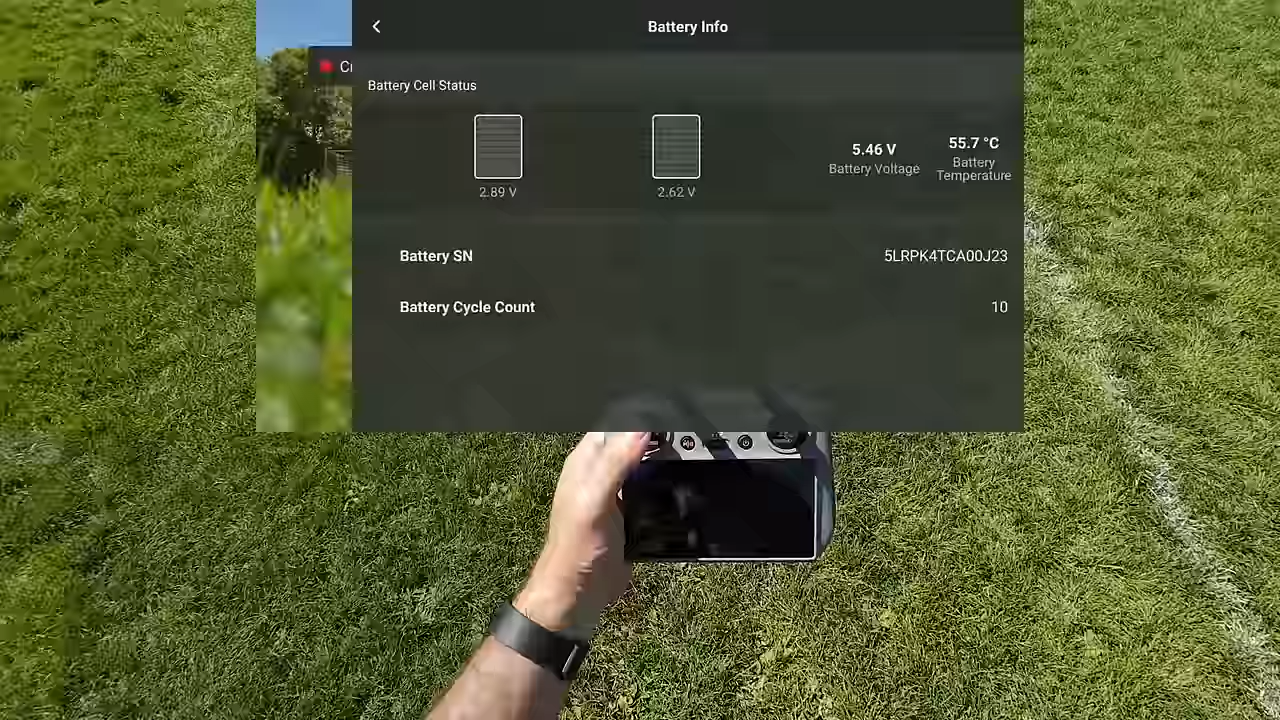 Battery Info
Cr
Battery Cell Status
2.89 V
2.62 V
5.46 V
Battery Voltage
55.7 °C
Battery
Temperature
Battery SN
5LRPK4TCA00J23
Battery Cycle Count
10